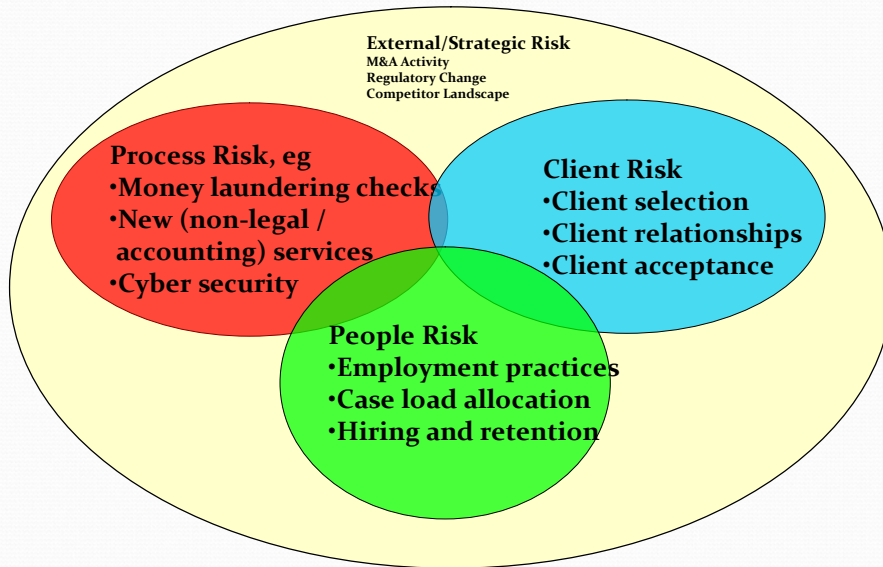 External/Strategic Risk
M&A Activity
Regulatory Change
Competitor Landscape
Process Risk, eg
•Money laundering checks
•New (non-legal /
accounting) services
•Cyber security
Client Risk
•Client selection
•Client relationships
•Client acceptance
People Risk
•Employment practices
•Case load allocation
•Hiring and retention